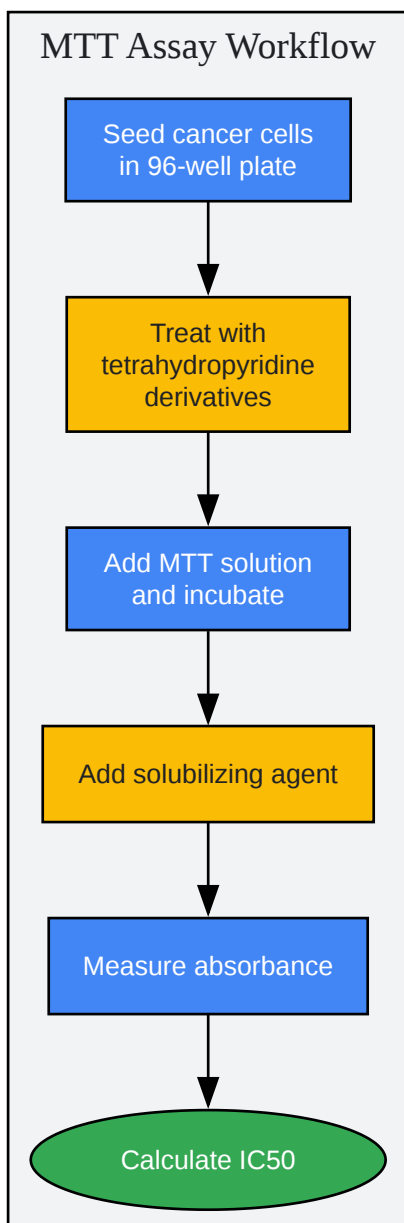 MTT Assay Workflow
Seed cancer cells
in 96-well plate
Treat with
tetrahydropyridine
derivatives
Add MTT solution
and incubate
Add solubilizing agent
Measure absorbance
Calculate IC50